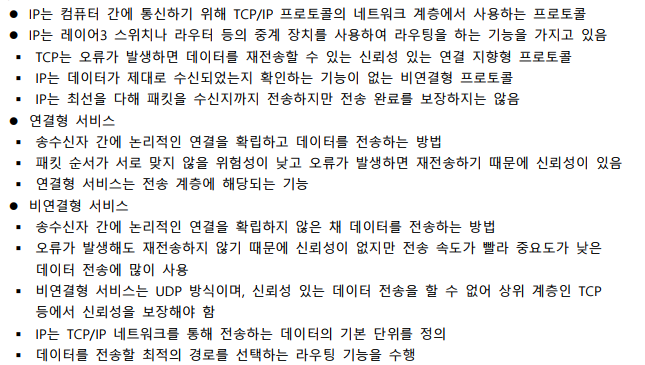 ● IP는 컴퓨터 간에 통신하기 위해 TCP/IP 프로토콜의 네트워크 계층에서 사용하는 프로토콜
● IP는 레이어3 스위치나 라우터 등의 중계 장치를 사용하여 라우팅을 하는 기능을 가지고 있음
▪ TCP는 오류가 발생하면 데이터를 재전송할 수 있는 신뢰성 있는 연결 지향형 프로토콜
▪ IP는 데이터가 제대로 수신되었는지 확인하는 기능이 없는 비연결형 프로토콜
▪ IP는 최선을 다해 패킷을 수신지까지 전송하지만 전송 완료를 보장하지는 않음
● 연결형 서비스
▪ 송수신자 간에 논리적인 연결을 확립하고 데이터를 전송하는 방법
▪ 패킷 순서가 서로 맞지 않을 위험성이 낮고 오류가 발생하면 재전송하기 때문에 신뢰성이 있음
▪ 연결형 서비스는 전송 계층에 해당되는 기능
● 비연결형 서비스
▪ 송수신자 간에 논리적인 연결을 확립하지 않은 채 데이터를 전송하는 방법
▪ 오류가 발생해도 재전송하지 않기 때문에 신뢰성이 없지만 전송 속도가 빨라 중요도가 낮은
데이터 전송에 많이 사용
▪ 비연결형 서비스는 UDP 방식이며, 신뢰성 있는 데이터 전송을 할 수 없어 상위 계층인 TCP
등에서 신뢰성을 보장해야 함
▪ IP는 TCP/IP 네트워크를 통해 전송하는 데이터의 기본 단위를 정의
▪ 데이터를 전송할 최적의 경로를 선택하는 라우팅 기능을 수행